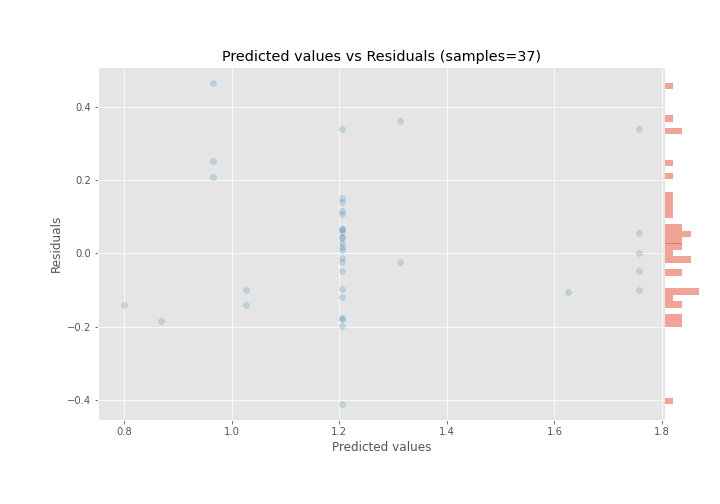 Predicted values vs Residuals (samples=37)
Residuals
0.4
0.2
0.0
−0.2
−0.4
0.8 1.0 1.2 1.4 1.6 1.8
Predicted values